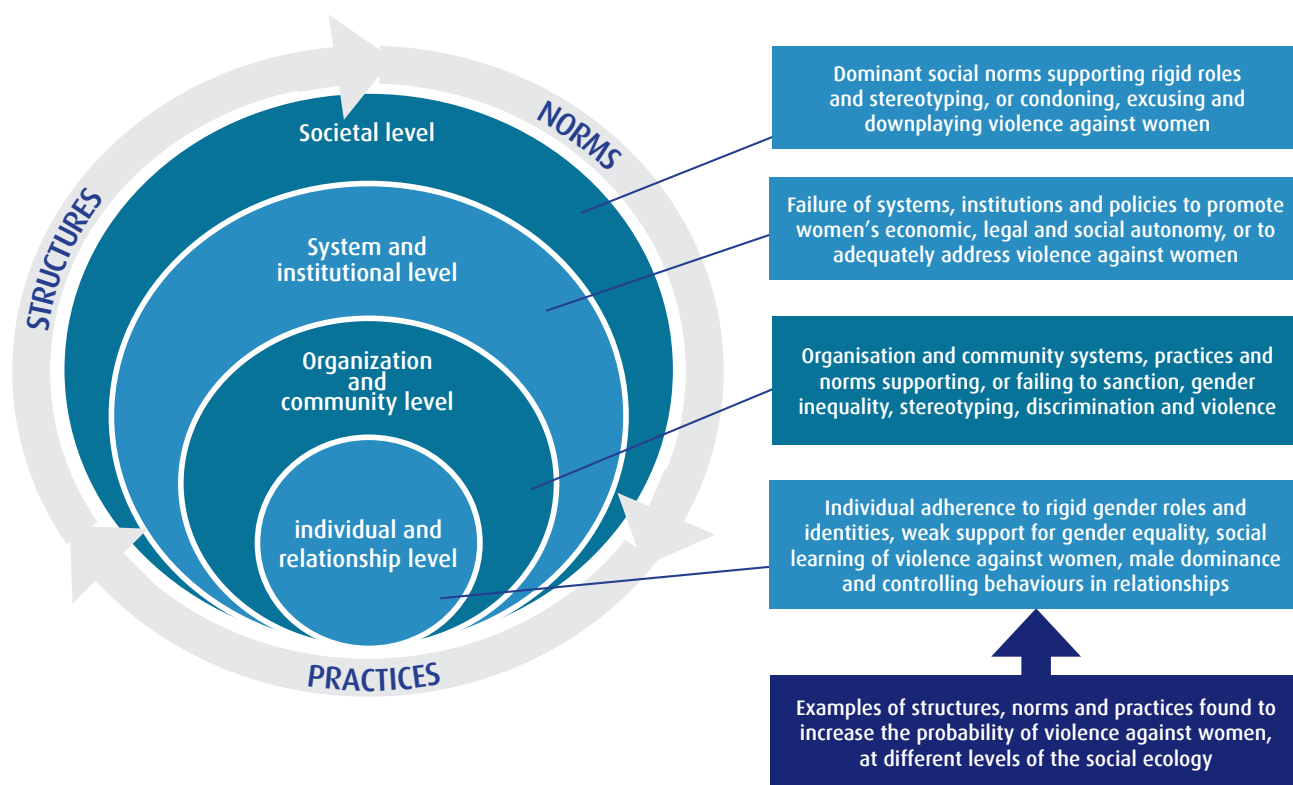 STRUCTURES
NORMS
PRACTICES
Societal level
System and
institutional level
Organization
and
community level
individual and
relationship level
Dominant social norms supporting rigid roles
and stereotyping, or condoning, excusing and
downplaying violence against women
Failure of systems, institutions and policies to promote
women’s economic, legal and social autonomy, or to
adequately address violence against women
Organisation and community systems, practices and
norms supporting, or failing to sanction, gender
inequality, stereotyping, discrimination and violence
Individual adherence to rigid gender roles and
identities, weak support for gender equality, social
learning of violence against women, male dominance
and controlling behaviours in relationships
Examples of structures, norms and practices found to
increase the probability of violence against women,
at different levels of the social ecology